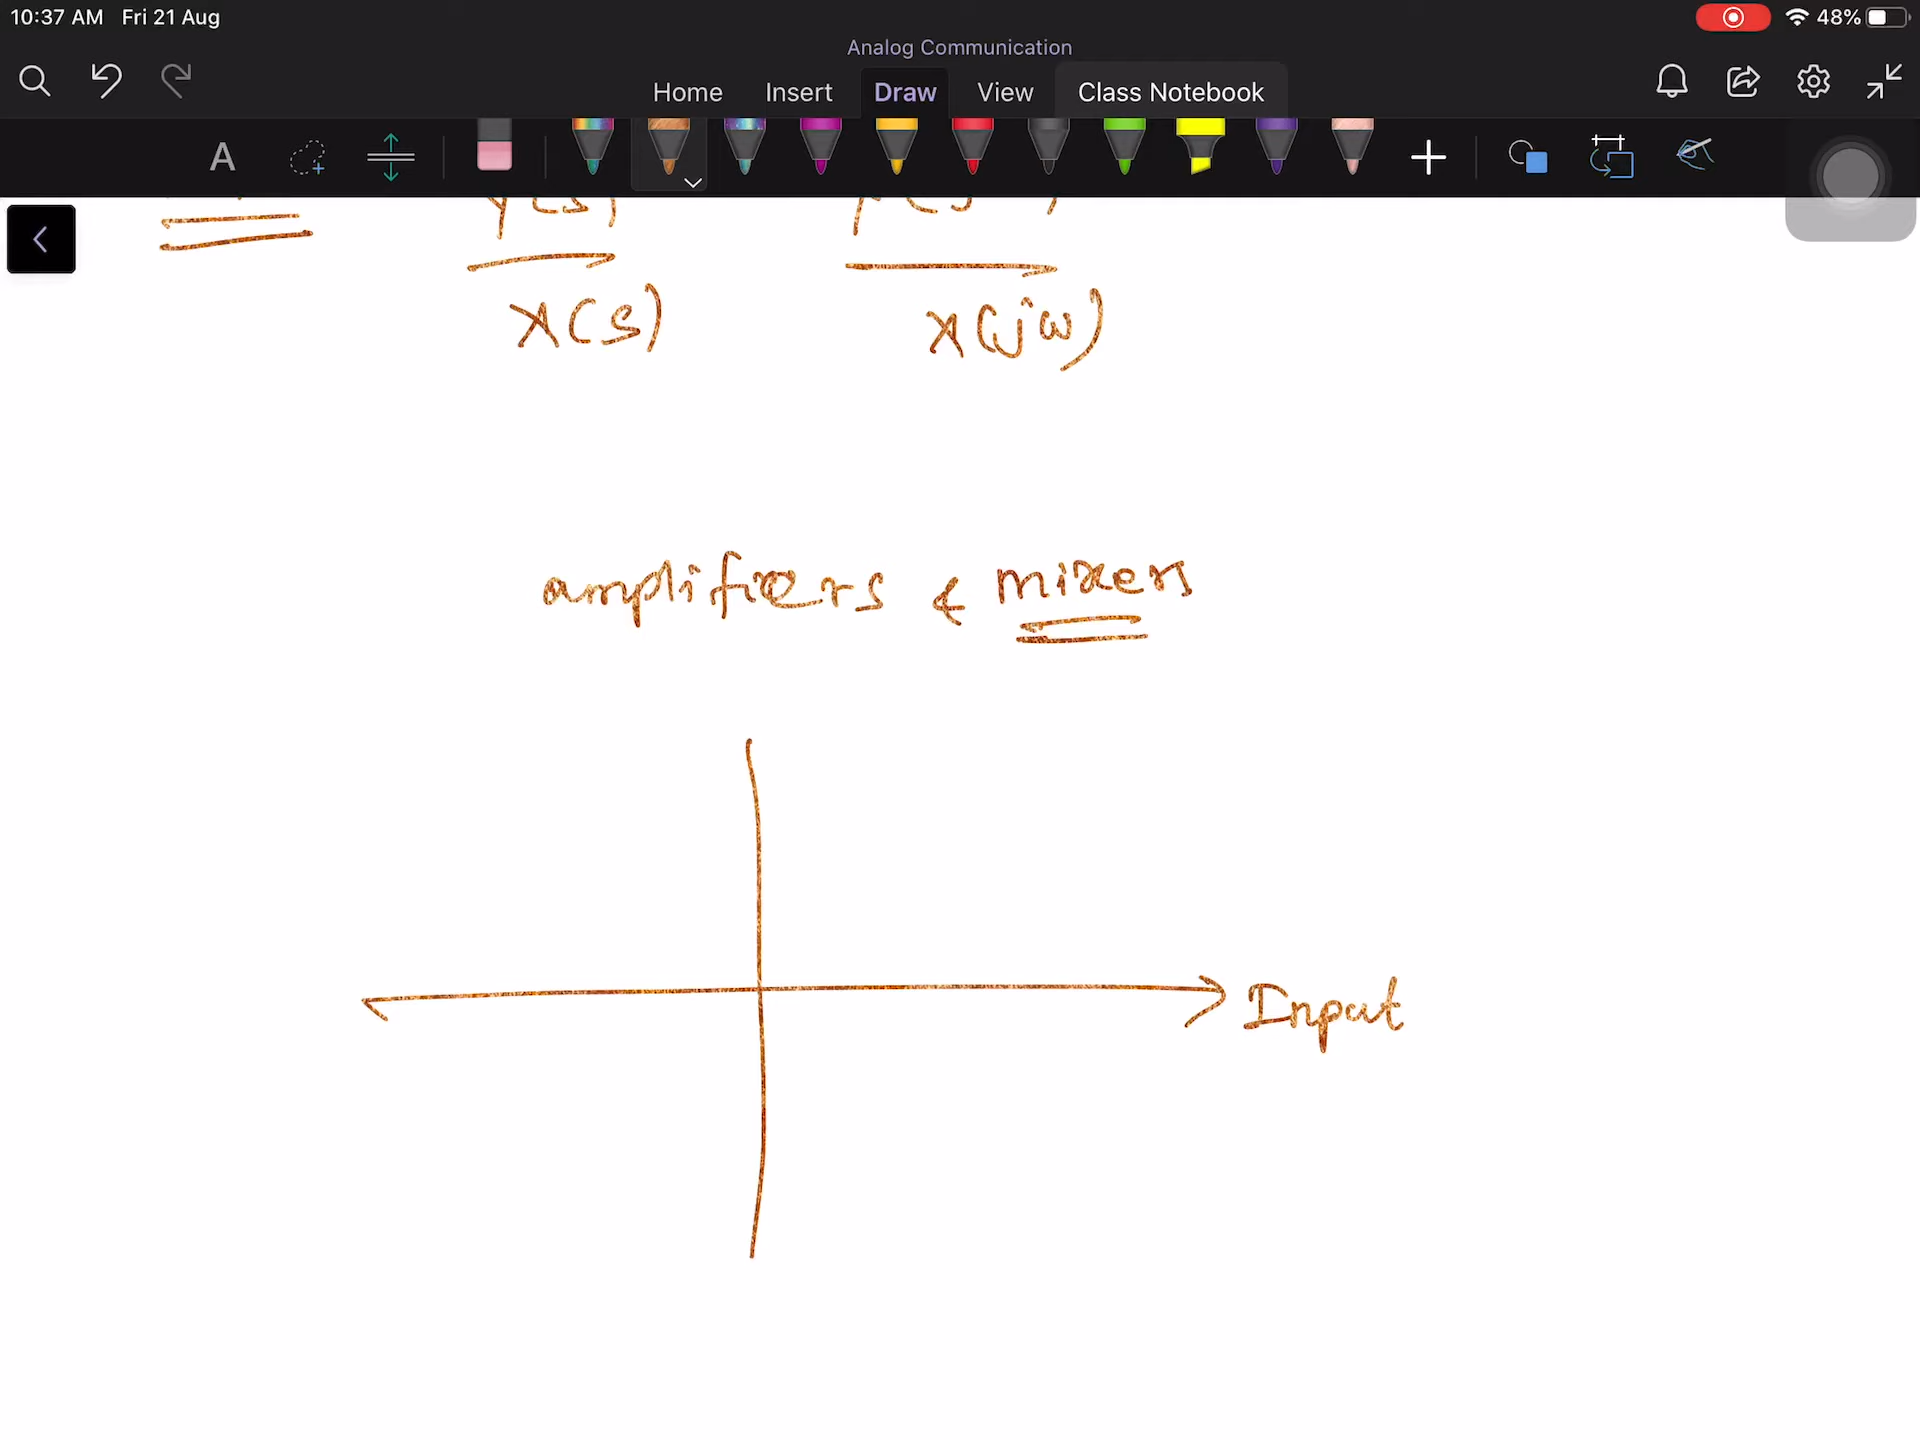 10:37 AM Fri 21 Aug 48%
Analog Communication
Home Insert Draw View Class Notebook
A
Y(s)
X(s) X(jω)
amplifiers & mixers
Input